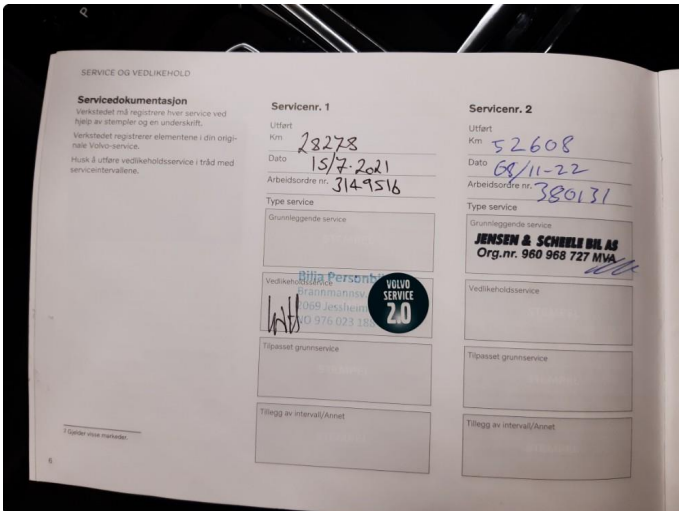 SERVICE OG VEDLIKEHOLD
Servicedokumentasjon
Verkstedet må registrere hver service ved
hjelp av stempler og en underskrift.
Verkstedet registrerer elementene i din origi-
nale Volvo-service.
Husk å utføre vedlikeholdsservice i tråd med
serviceintervallene.
Servicenr. 1
Utført
Km 28278
Dato 15/7-2021
Arbeidsordre nr. 3149516
Type service
Grunnleggende service
Vedlikeholdsservice
Bilia Personbil
Brannmannsv
2069 Jessheim
NO 976 023 188
VOLVO
SERVICE
2.0
Tilpasset grunnservice
Tillegg av intervall/Annet
Servicenr. 2
Utført
Km 52608
Dato 08/11-22
Arbeidsordre nr. 380131
Type service
Grunnleggende service
JENSEN & SCHEELE BIL AS
Org.nr. 960 968 727 MVA
Vedlikeholdsservice
Tilpasset grunnservice
Tillegg av intervall/Annet
Gjelder visse markeder.
6